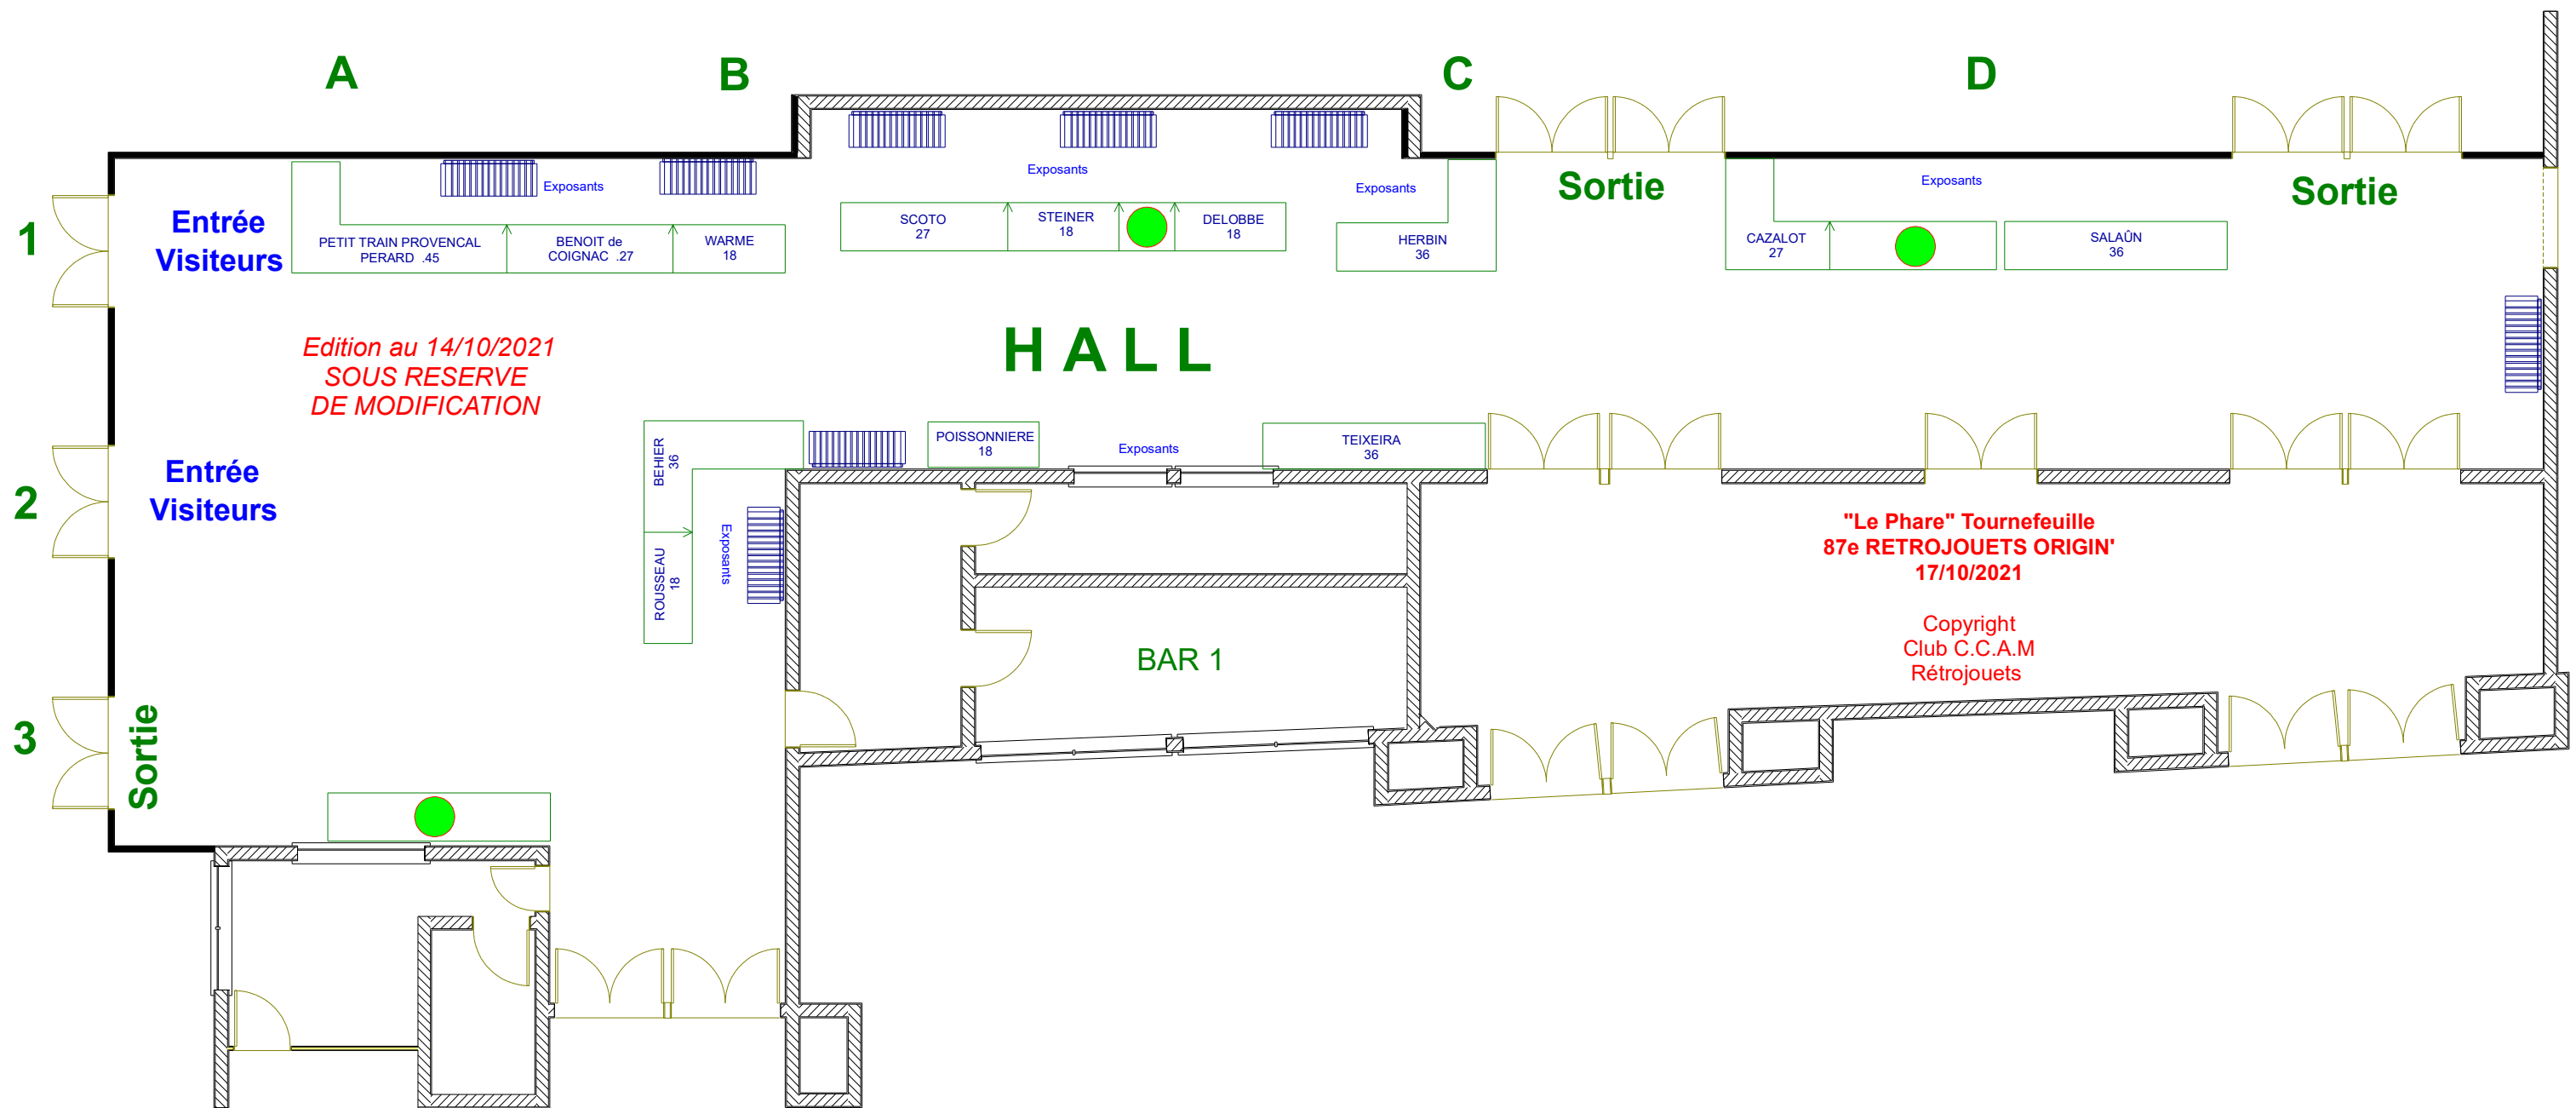 A
B
C
D
1
Entrée
Visiteurs
Exposants
PETIT TRAIN PROVENCAL
PERARD .45
BENOIT de
COIGNAC .27
WARME
18
Exposants
SCOTO
27
STEINER
18
DELOBBE
18
Exposants
HERBIN
36
Sortie
Exposants
CAZALOT
27
SALAÛN
36
Sortie
Edition au 14/10/2021
SOUS RESERVE
DE MODIFICATION
HALL
2
Entrée
Visiteurs
BEHIER
36
ROUSSEAU
18
Exposants
POISSONNIERE
18
Exposants
TEIXEIRA
36
"Le Phare" Tournefeuille
87e RETROJOUETS ORIGIN'
17/10/2021
Copyright
Club C.C.A.M
Rétrojouets
BAR 1
3
Sortie